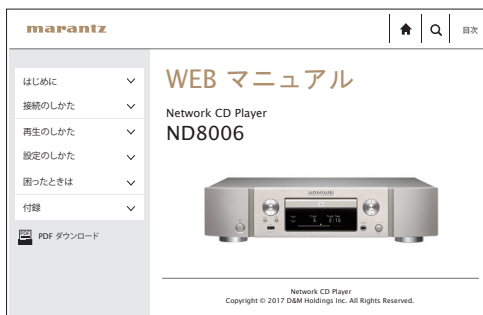 marantz
目次
はじめに
接続のしかた
再生のしかた
設定のしかた
困ったときは
付録
PDF ダウンロード
WEB マニュアル
Network CD Player
ND8006
Network CD Player
Copyright © 2017 D&M Holdings Inc. All Rights Reserved.